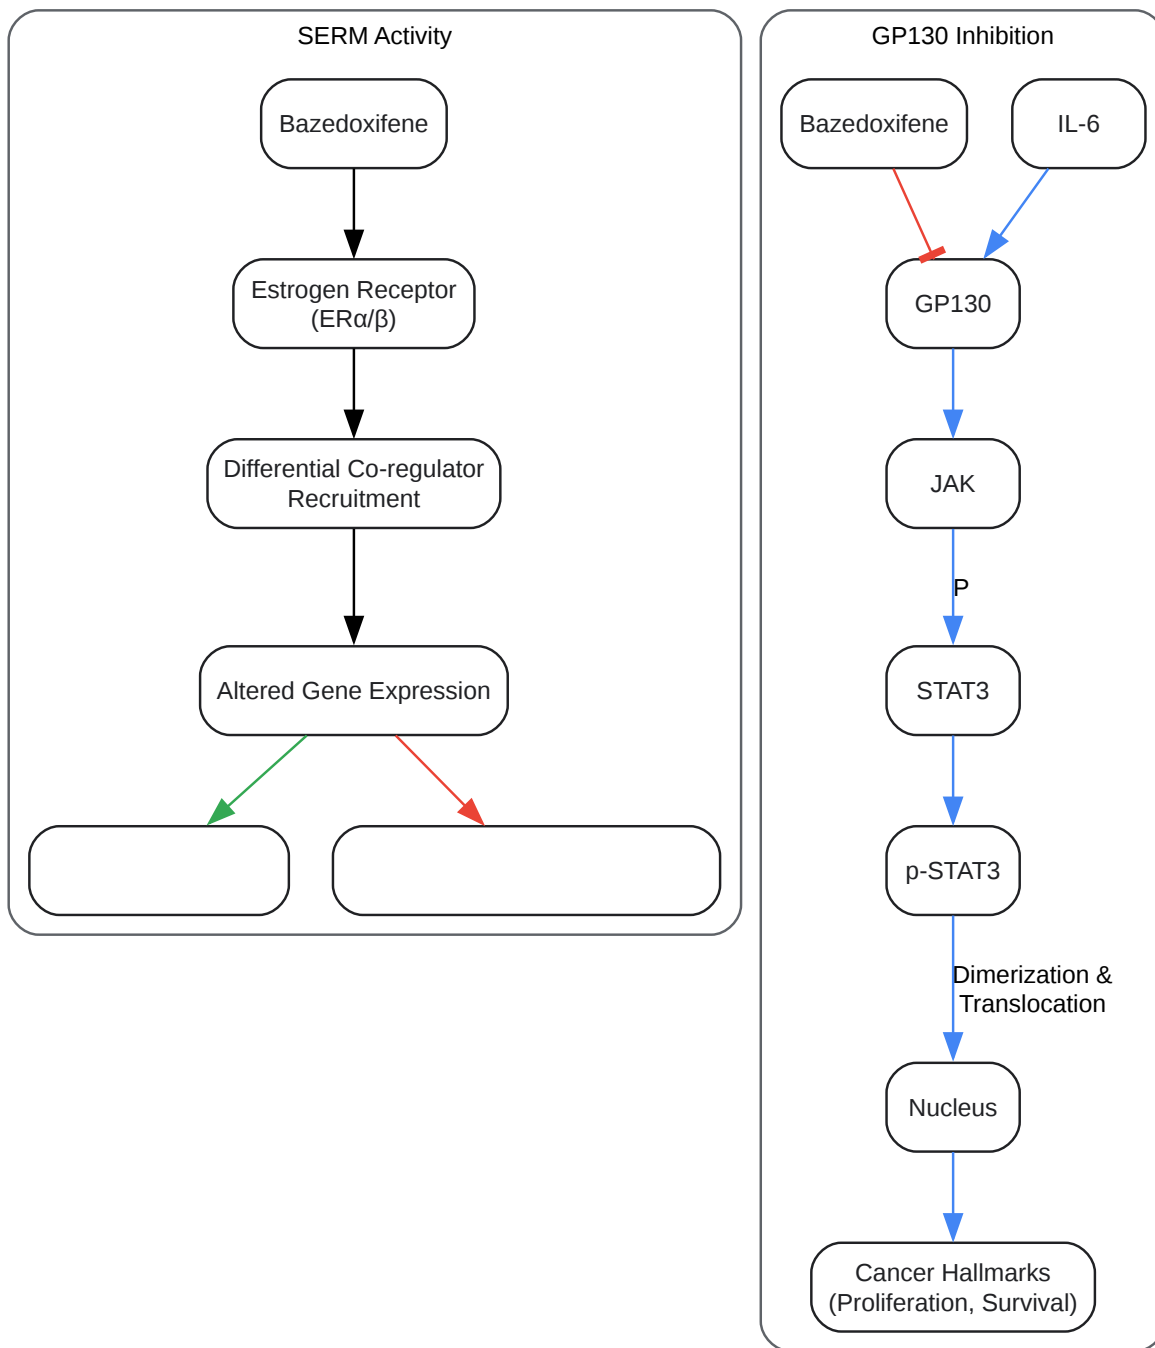 SERM Activity
Bazedoxifene
Estrogen Receptor
(ERα/β)
Differential Co-regulator
Recruitment
Altered Gene Expression
GP130 Inhibition
Bazedoxifene
IL-6
GP130
JAK
P
STAT3
p-STAT3
Dimerization &
Translocation
Nucleus
Cancer Hallmarks
(Proliferation, Survival)